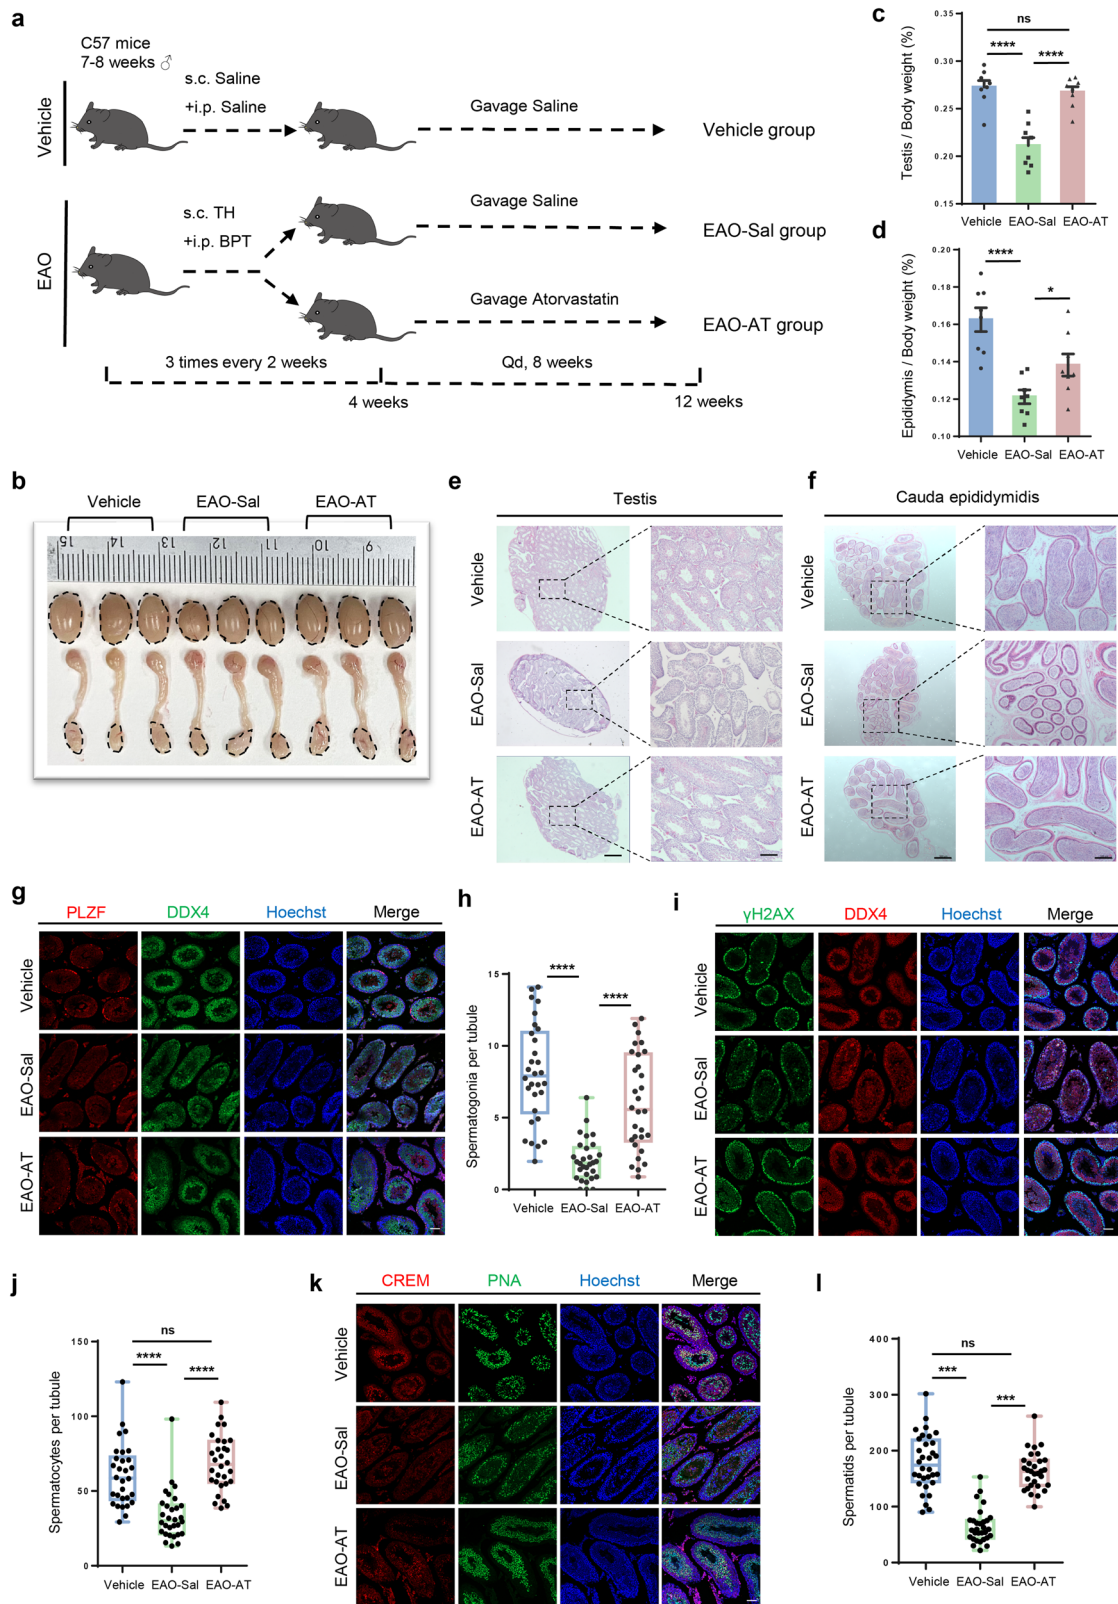 a
C57 mice
7-8 weeks ♂
Vehicle
s.c. Saline
+i.p. Saline
Gavage Saline
Vehicle group
EAO
s.c. TH
+i.p. BPT
Gavage Saline
EAO-Sal group
Gavage Atorvastatin
EAO-AT group
3 times every 2 weeks
Qd, 8 weeks
4 weeks
12 weeks
c
Testis / Body weight (%)
0.35
0.30
0.25
0.20
0.15
ns
****
****
Vehicle EAO-Sal EAO-AT
d
Epididymis / Body weight (%)
0.20
0.16
0.14
0.12
0.10
****
*
Vehicle EAO-Sal EAO-AT
b
Vehicle EAO-Sal EAO-AT
15 14 13 12 11 10 9
e
Testis
Vehicle
EAO-Sal
EAO-AT
f
Cauda epididymidis
Vehicle
EAO-Sal
EAO-AT
g
PLZF DDX4 Hoechst Merge
Vehicle
EAO-Sal
EAO-AT
h
Spermatogonia per tubule
15
10
5
0
****
****
Vehicle EAO-Sal EAO-AT
i
γH2AX DDX4 Hoechst Merge
Vehicle
EAO-Sal
EAO-AT
j
Spermatocytes per tubule
150
100
50
0
ns
****
****
Vehicle EAO-Sal EAO-AT
k
CREM PNA Hoechst Merge
Vehicle
EAO-Sal
EAO-AT
l
Spermatids per tubule
400
300
200
100
0
ns
***
***
Vehicle EAO-Sal EAO-AT